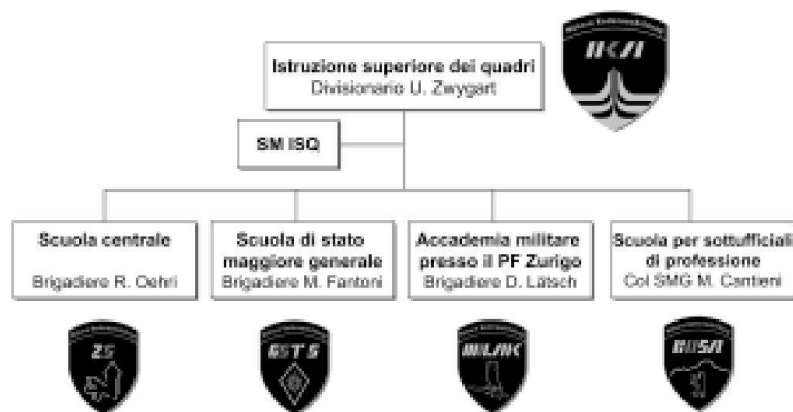 Istruzione superiore dei quadri
Divisionario U. Zwygart
SM ISQ
Scuola centrale
Brigadiere R. Oehri
Scuola di stato
maggiore generale
Brigadiere M. Fantoni
Accademia militare
presso il PF Zurigo
Brigadiere D. Lätsch
Scuola per sottufficiali
di professione
Col SMG M. Cantieni
ZS
GST S
MILAK
BUSA